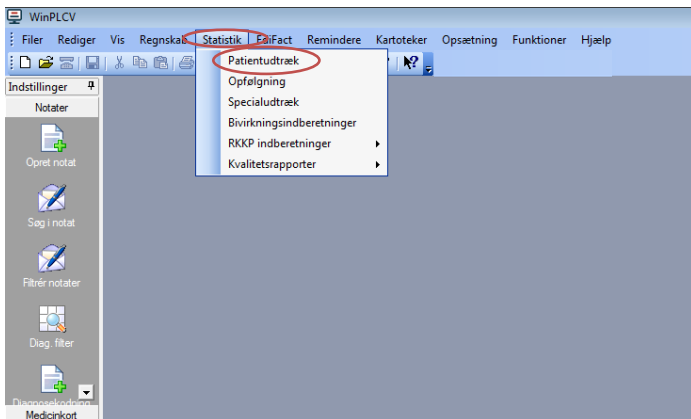 WinPLCV
Filer Rediger Vis Regnskab Statistik EdiFact Remindere Kartoteker Opsætning Funktioner Hjælp
Indstillinger
Notater
Opret notat
Søg i notat
Filtrér notater
Diag. filter
Diagnosekodning...
Medicinkort
Patientudtræk
Opfølgning
Specialudtræk
Bivirkningsindberetninger
RKKP indberetninger
Kvalitetsrapporter